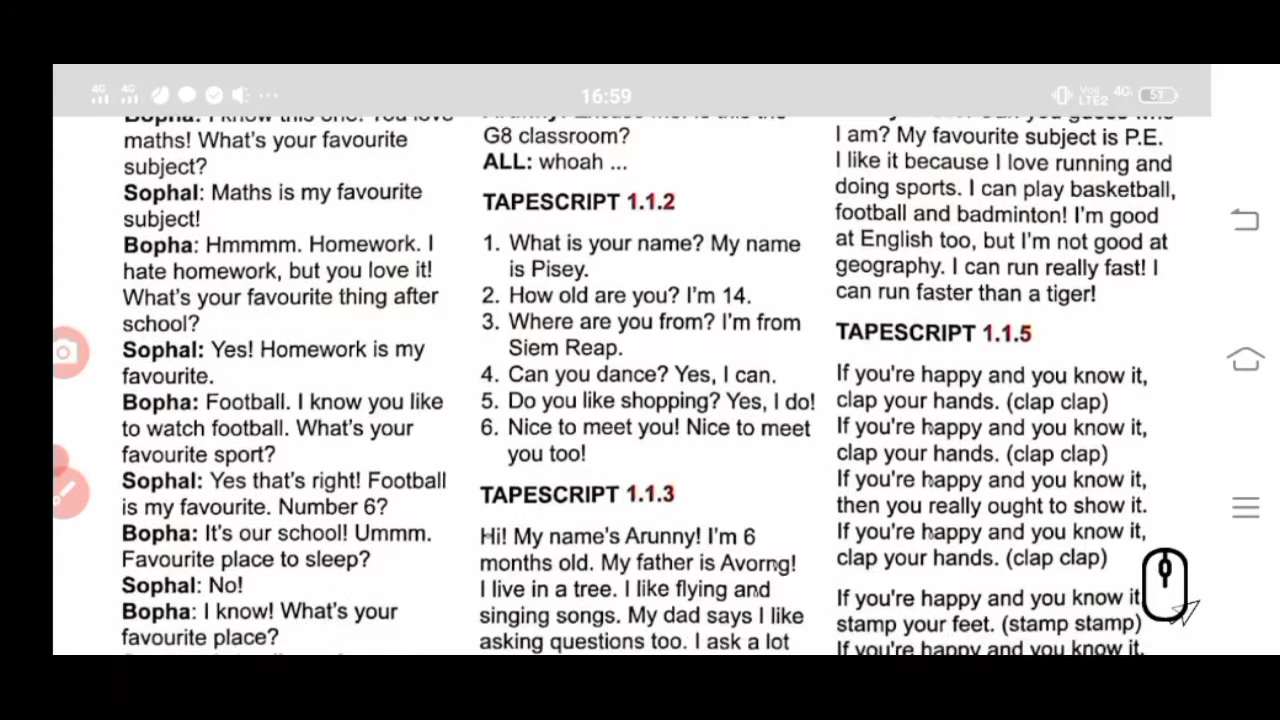 16:59
4G
4G
Vo))
LTE2
4G
51
maths! What's your favourite
subject?
Sophal: Maths is my favourite
subject!
Bopha: Hmmmm. Homework. I
hate homework, but you love it!
What's your favourite thing after
school?
Sophal: Yes! Homework is my
favourite.
Bopha: Football. I know you like
to watch football. What's your
favourite sport?
Sophal: Yes that's right! Football
is my favourite. Number 6?
Bopha: It's our school! Ummm.
Favourite place to sleep?
Sophal: No!
Bopha: I know! What's your
favourite place?
G8 classroom?
ALL: whoah ...
TAPESCRIPT 1.1.2
1. What is your name? My name
is Pisey.
2. How old are you? I'm 14.
3. Where are you from? I'm from
Siem Reap.
4. Can you dance? Yes, I can.
5. Do you like shopping? Yes, I do!
6. Nice to meet you! Nice to meet
you too!
TAPESCRIPT 1.1.3
Hi! My name's Arunny! I'm 6
months old. My father is Avorng!
I live in a tree. I like flying and
singing songs. My dad says I like
asking questions too. I ask a lot
I am? My favourite subject is P.E.
I like it because I love running and
doing sports. I can play basketball,
football and badminton! I'm good
at English too, but I'm not good at
geography. I can run really fast! I
can run faster than a tiger!
TAPESCRIPT 1.1.5
If you're happy and you know it,
clap your hands. (clap clap)
If you're happy and you know it,
clap your hands. (clap clap)
If you're happy and you know it,
then you really ought to show it.
If you're happy and you know it,
clap your hands. (clap clap)
If you're happy and you know it
stamp your feet. (stamp stamp)
If you're happy and you know it,